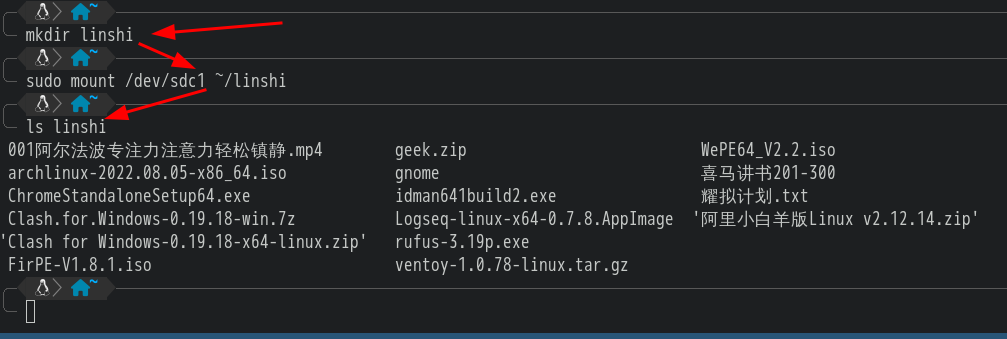 ~
mkdir linshi
~
sudo mount /dev/sdc1 ~/linshi
~
ls linshi
001阿尔法波专注力注意力轻松镇静.mp4 geek.zip WePE64_V2.2.iso
archlinux-2022.08.05-x86_64.iso gnome 喜马讲书201-300
ChromeStandaloneSetup64.exe idman641build2.exe 耀拟计划.txt
Clash.for.Windows-0.19.18-win.7z Logseq-linux-x64-0.7.8.AppImage '阿里小白羊版Linux v2.12.14.zip'
'Clash for Windows-0.19.18-x64-linux.zip' rufus-3.19p.exe
FirPE-V1.8.1.iso ventoy-1.0.78-linux.tar.gz
~